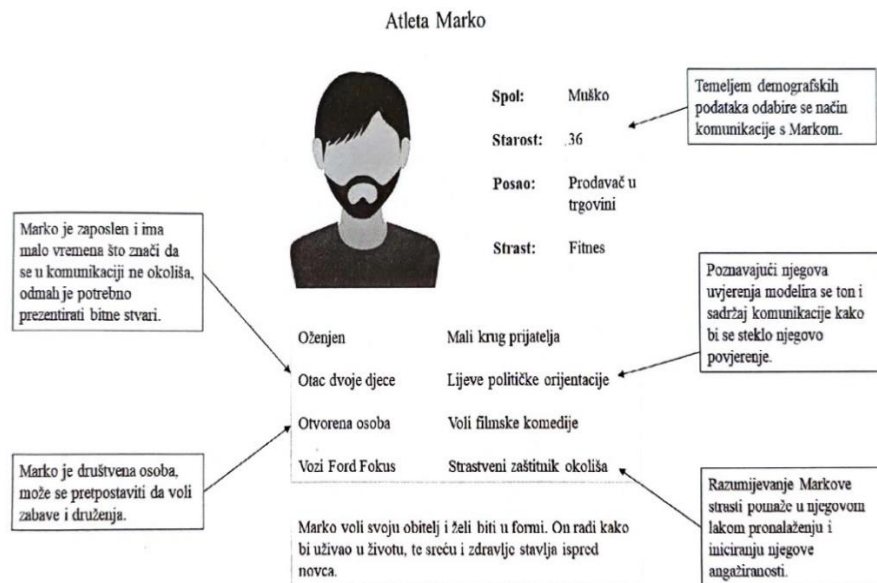 Atleta Marko
Spol: Muško
Starost: 36
Posao: Prodavač u
trgovini
Strast: Fitnes
Temeljem demografskih
podataka odabire se način
komunikacije s Markom.
Marko je zaposlen i ima
malo vremena što znači da
se u komunikaciji ne okoliša,
odmah je potrebno
prezentirati bitne stvari.
Poznavajući njegova
uvjerenja modelira se ton i
sadržaj komunikacije kako
bi se steklo njegovo
povjerenje.
Oženjen Mali krug prijatelja
Otac dvoje djece Lijeve političke orijentacije
Otvorena osoba Voli filmske komedije
Vozi Ford Fokus Strastveni zaštitnik okoliša
Marko je društvena osoba,
može se pretpostaviti da voli
zabave i druženja.
Razumijevanje Markove
strasti pomaže u njegovom
lakom pronalaženju i
iniciranju njegove
angažiranosti.
Marko voli svoju obitelj i želi biti u formi. On radi kako
bi uživao u životu, te sreću i zdravlje stavlja ispred
novca.